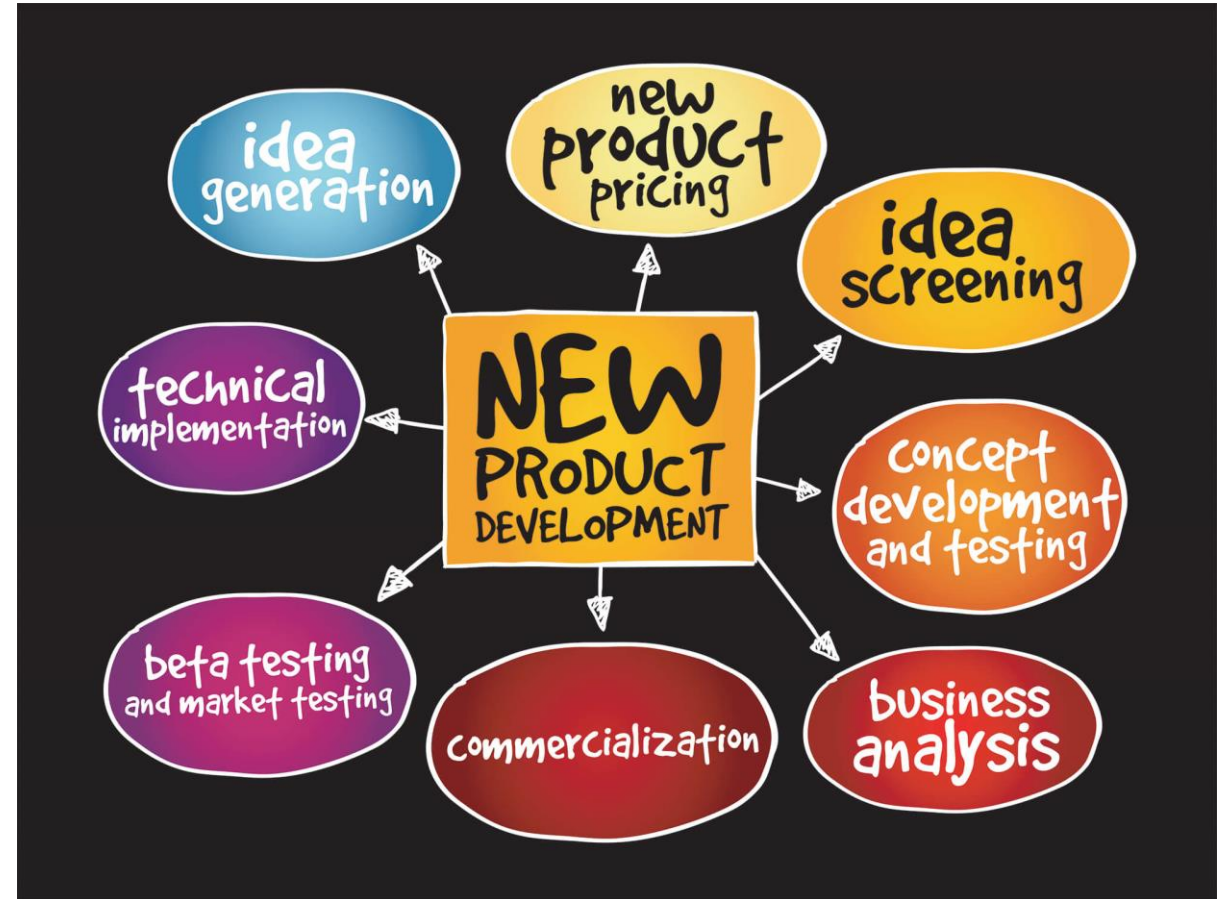 idea
generation
new
product
pricing
idea
screening
technical
implementation
NEW
PRODUCT
DEVELOPMENT
concept
development
and testing
beta testing
and market testing
commercialization
business
analysis